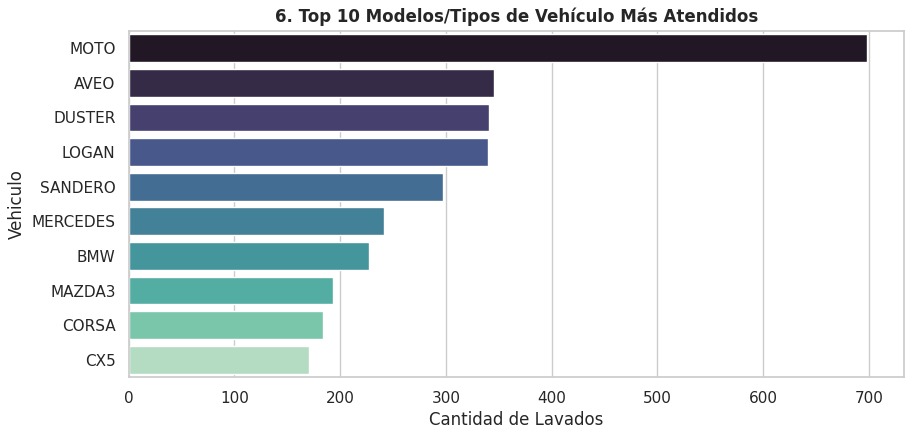 6. Top 10 Modelos/Tipos de Vehículo Más Atendidos
Vehiculo
MOTO
AVEO
DUSTER
LOGAN
SANDERO
MERCEDES
BMW
MAZDA3
CORSA
CX5
0 100 200 300 400 500 600 700
Cantidad de Lavados